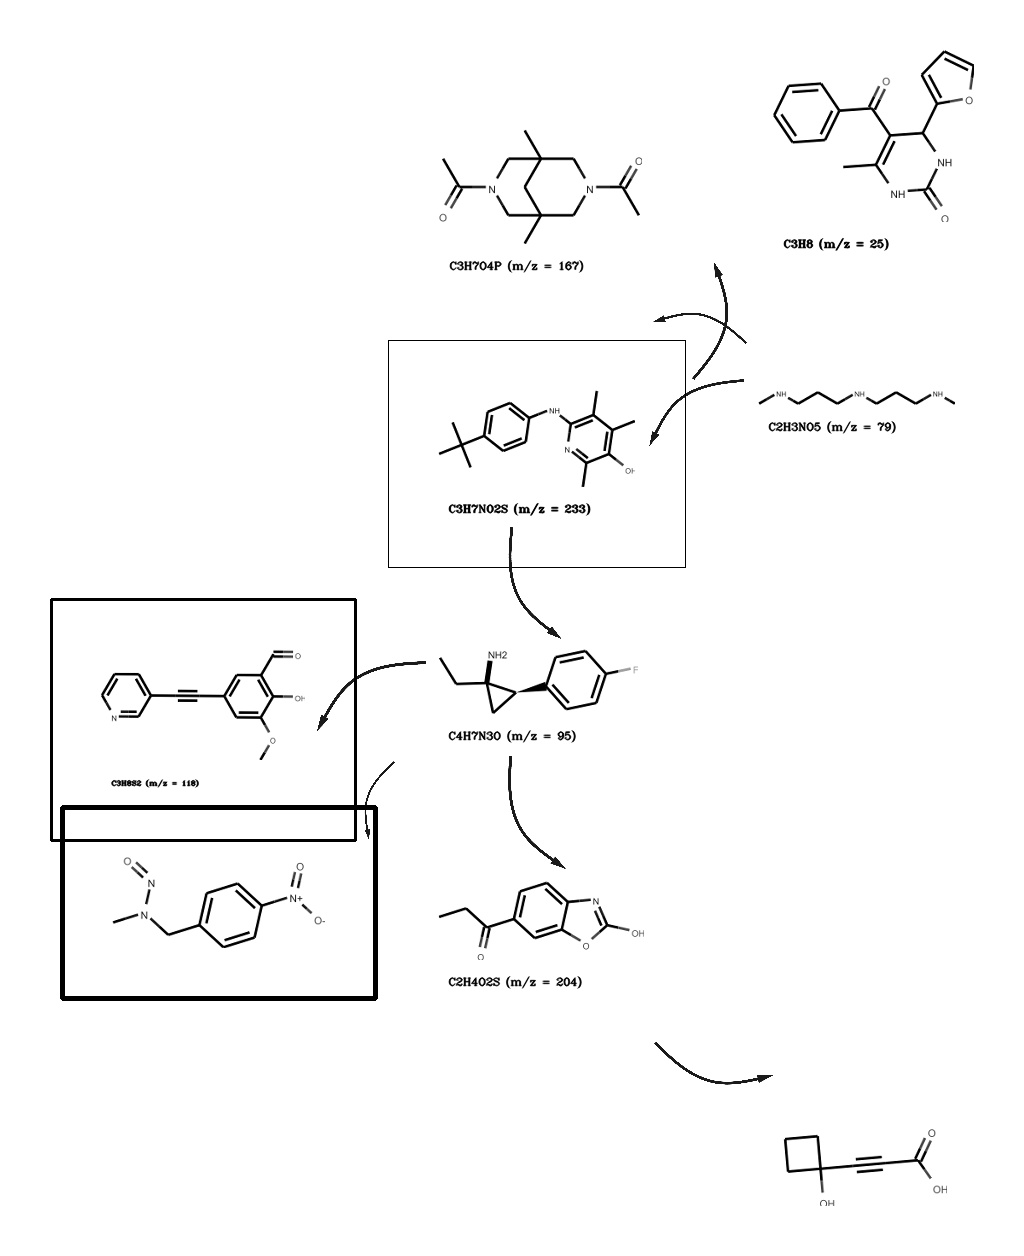 O
O
O
N
N
NH
NH
O
O
C3H8 (m/z = 25)
C3H7O4P (m/z = 167)
NH
NH
NH
C2H3NO5 (m/z = 79)
NH
N
OH
C3H7NO2S (m/z = 233)
NH2
F
C4H7N3O (m/z = 95)
O
OH
N
O
C3H8S2 (m/z = 118)
O
N
N
O
N+
O-
N
OH
O
O
C2H4O2S (m/z = 204)
O
OH
OH